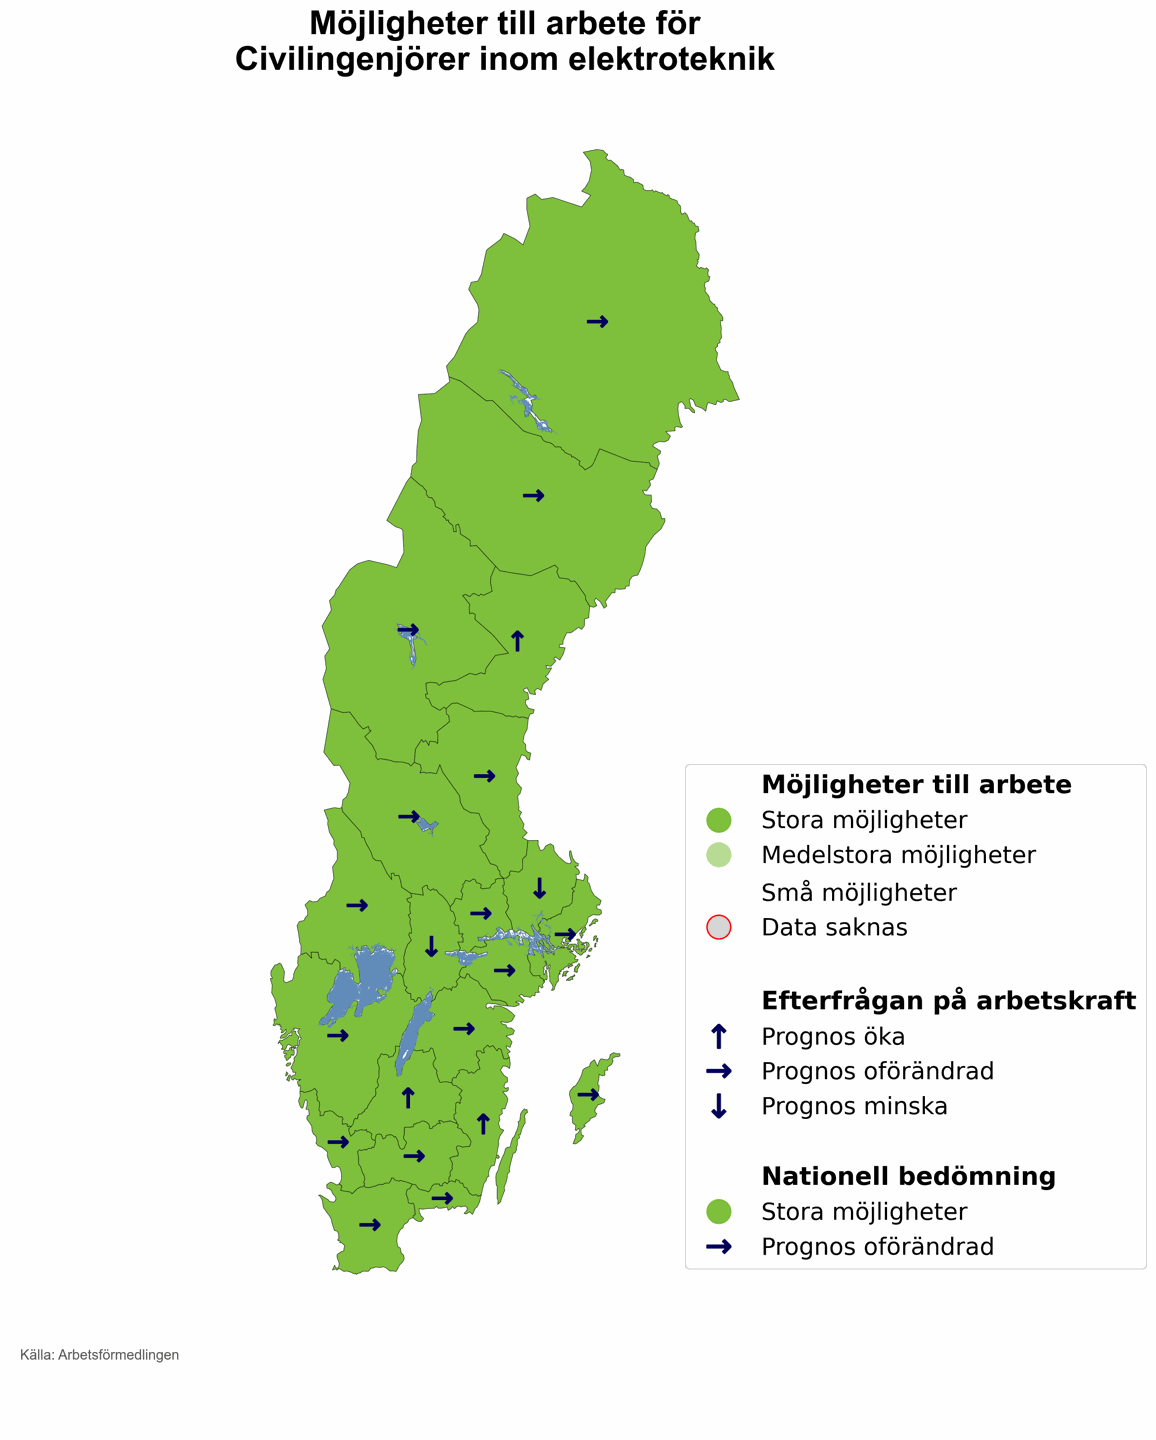 Möjligheter till arbete för
Civilingenjörer inom elektroteknik
Möjligheter till arbete
Stora möjligheter
Medelstora möjligheter
Små möjligheter
Data saknas
Efterfrågan på arbetskraft
Prognos öka
Prognos oförändrad
Prognos minska
Nationell bedömning
Stora möjligheter
Prognos oförändrad
Källa: Arbetsförmedlingen